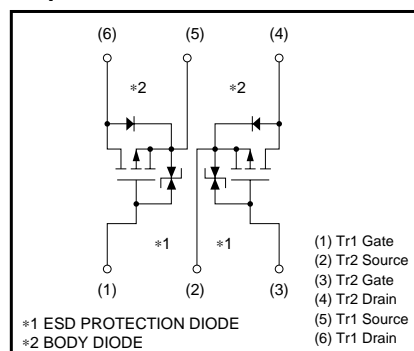 (6) (5) (4)
∗2 ∗2
∗1 ∗1
(1) (2) (3)
∗1 ESD PROTECTION DIODE
∗2 BODY DIODE
(1) Tr1 Gate
(2) Tr2 Source
(3) Tr2 Gate
(4) Tr2 Drain
(5) Tr1 Source
(6) Tr1 Drain